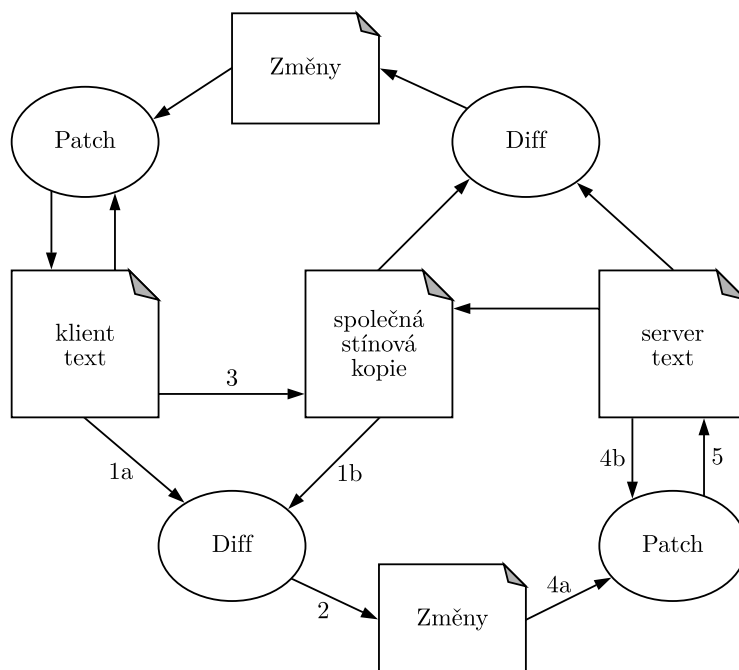 Změny
Patch
Diff
klient
text
společná
stínová
kopie
server
text
3
1a
1b
4b
5
Diff
Patch
2
Změny
4a